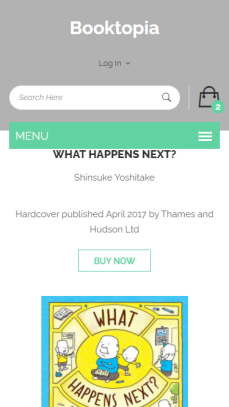 Booktopia
Log In
Search Here
2
MENU
WHAT HAPPENS NEXT?
Shinsuke Yoshitake
Hardcover published April 2017 by Thames and
Hudson Ltd
BUY NOW
WHAT
HAPPENS NEXT?